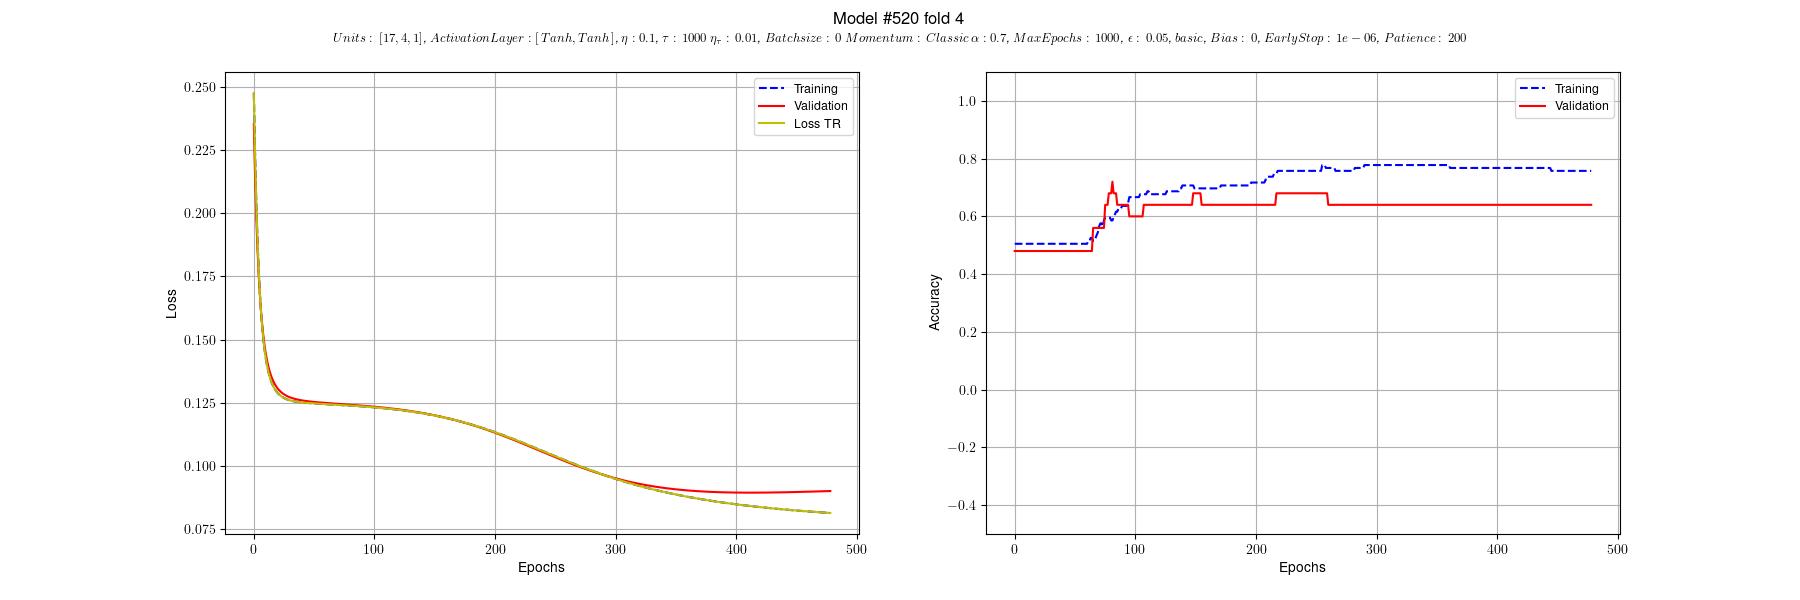 Model #520 fold 4
Units : [17, 4, 1], ActivationLayer : [Tanh, Tanh], η : 0.1, τ : 1000 ητ : 0.01, Batchsize : 0 Momentum : Classic α : 0.7, MaxEpochs : 1000, ϵ : 0.05, basic, Bias : 0, EarlyStop : 1e − 06, Patience : 200
Training
Validation
Loss TR
0.250
0.225
0.200
0.175
0.150
0.125
0.100
0.075
Loss
0 100 200 300 400 500
Epochs
Training
Validation
1.0
0.8
0.6
0.4
0.2
0.0
−0.2
−0.4
Accuracy
0 100 200 300 400 500
Epochs